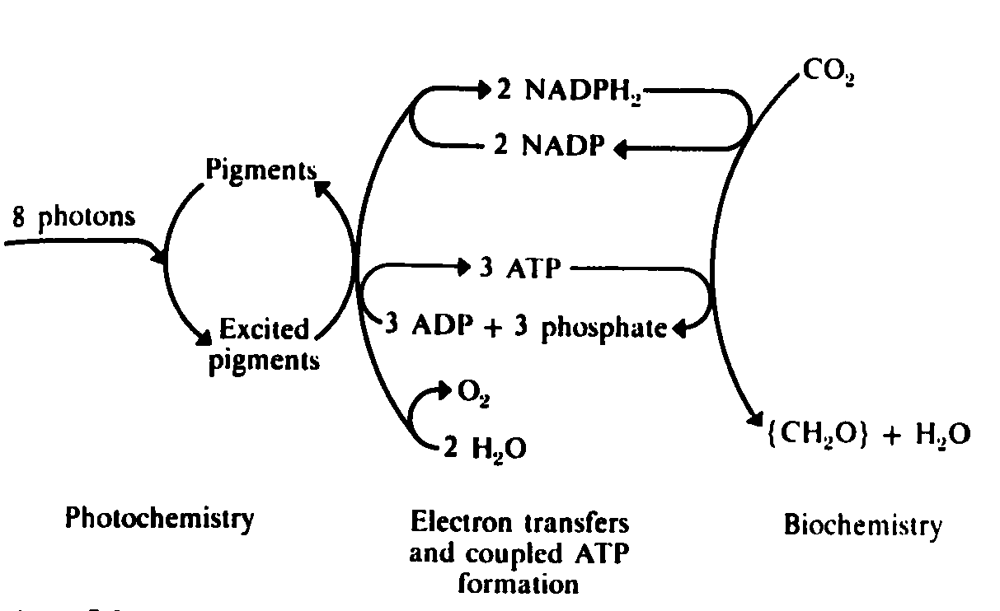 CO₂
2 NADPH₂
2 NADP
Pigments
8 photons
3 ATP
Excited
pigments
3 ADP + 3 phosphate
O₂
2 H₂O
{CH₂O} + H₂O
Photochemistry
Electron transfers
and coupled ATP
formation
Biochemistry